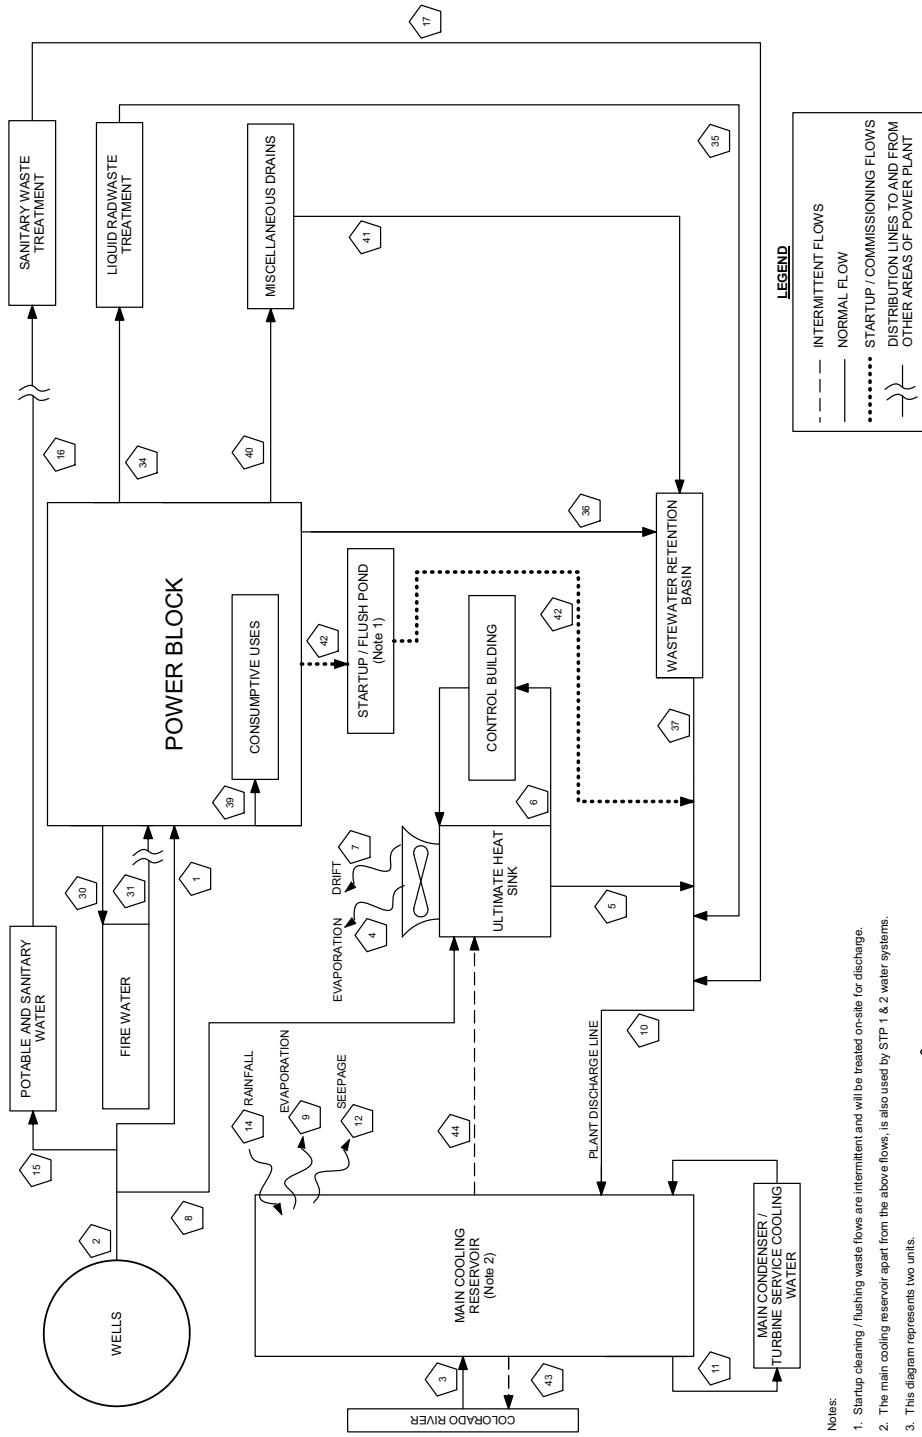 WELLS
2
15
8
POTABLE AND SANITARY
WATER
16
SANITARY WASTE
TREATMENT
17
FIRE WATER
30
31
1
POWER BLOCK
39
CONSUMPTIVE USES
34
LIQUID RADWASTE
TREATMENT
40
MISCELLANEOUS DRAINS
41
35
42
STARTUP / FLUSH POND
(Note 1)
36
42
EVAPORATION
4
DRIFT
7
ULTIMATE HEAT
SINK
6
CONTROL BUILDING
5
WASTEWATER RETENTION
BASIN
37
14
RAINFALL
9
EVAPORATION
12
SEEPAGE
44
MAIN COOLING
RESERVOIR
(Note 2)
PLANT DISCHARGE LINE
10
COLORADO RIVER
3
43
11
MAIN CONDENSER /
TURBINE SERVICE COOLING
WATER
LEGEND
INTERMITTENT FLOWS
NORMAL FLOW
STARTUP / COMMISSIONING FLOWS
DISTRIBUTION LINES TO AND FROM
OTHER AREAS OF POWER PLANT
Notes:
1. Startup cleaning / flushing waste flows are intermittent and will be treated on-site for discharge.
2. The main cooling reservoir apart from the above flows, is also used by STP 1 & 2 water systems.
3. This diagram represents two units.